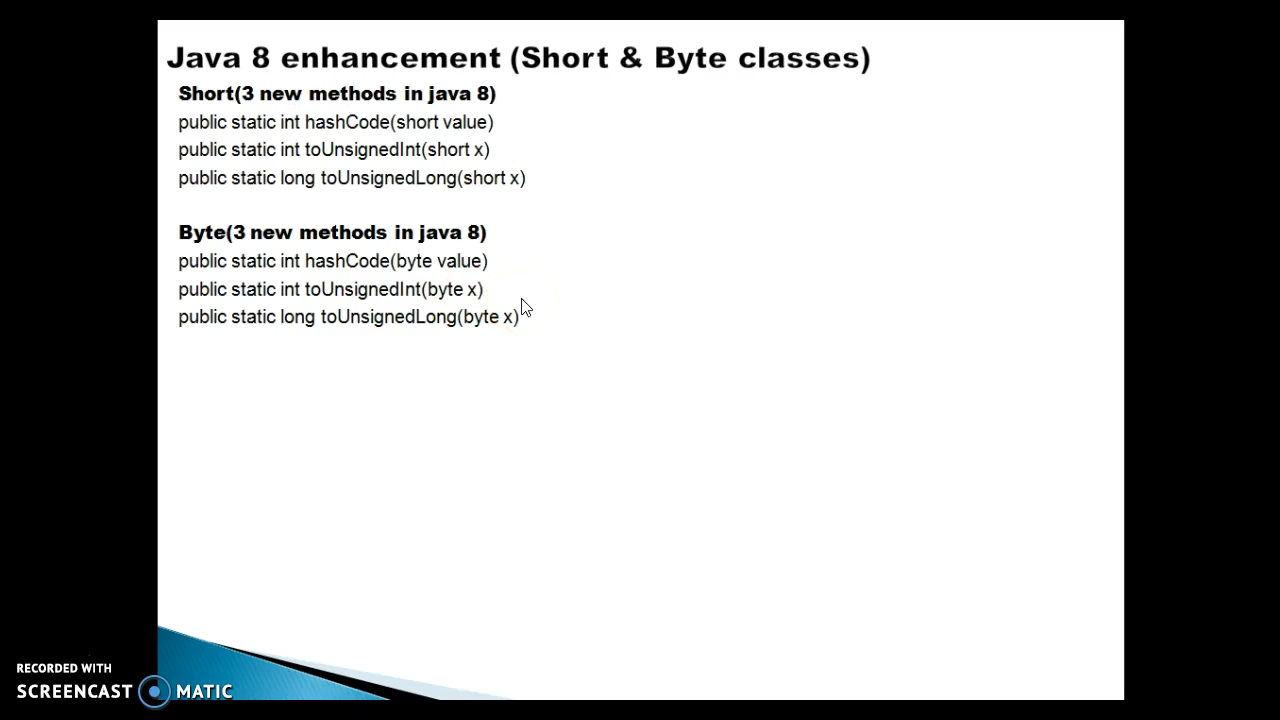 Java 8 enhancement (Short & Byte classes)
Short(3 new methods in java 8)
public static int hashCode(short value)
public static int toUnsignedInt(short x)
public static long toUnsignedLong(short x)
Byte(3 new methods in java 8)
public static int hashCode(byte value)
public static int toUnsignedInt(byte x)
public static long toUnsignedLong(byte x)
RECORDED WITH
SCREENCAST MATIC